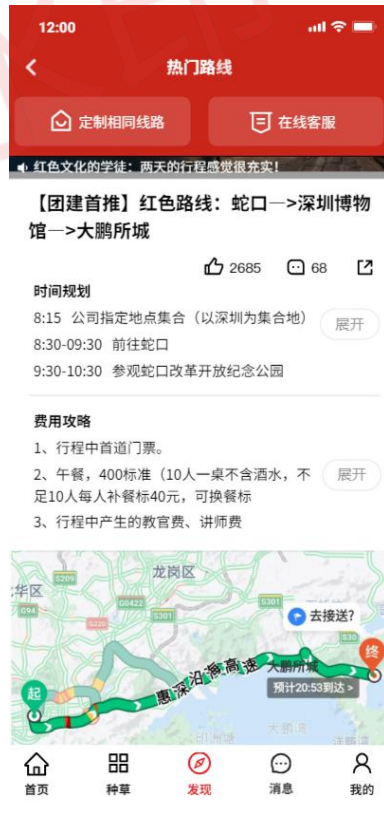 12:00
热门路线
定制相同线路
在线客服
红色文化的学徒：两天的行程感觉很充实！
【团建首推】红色路线：蛇口—>深圳博物
馆—>大鹏所城
2685
68
时间规划
8:15 公司指定地点集合（以深圳为集合地）
展开
8:30-09:30 前往蛇口
9:30-10:30 参观蛇口改革开放纪念公园
费用攻略
1、行程中首道门票。
2、午餐，400标准（10人一桌不含酒水，不
足10人每人补餐标40元，可换餐标
展开
3、行程中产生的教官费、讲师费
S209
龙岗区
华区
G94
G0422
S301
S301
G220
去接送?
S30
惠深沿海高速
大鹏所城
终
预计20:53到达 >
起
大鹏湾
首页
种草
发现
消息
我的